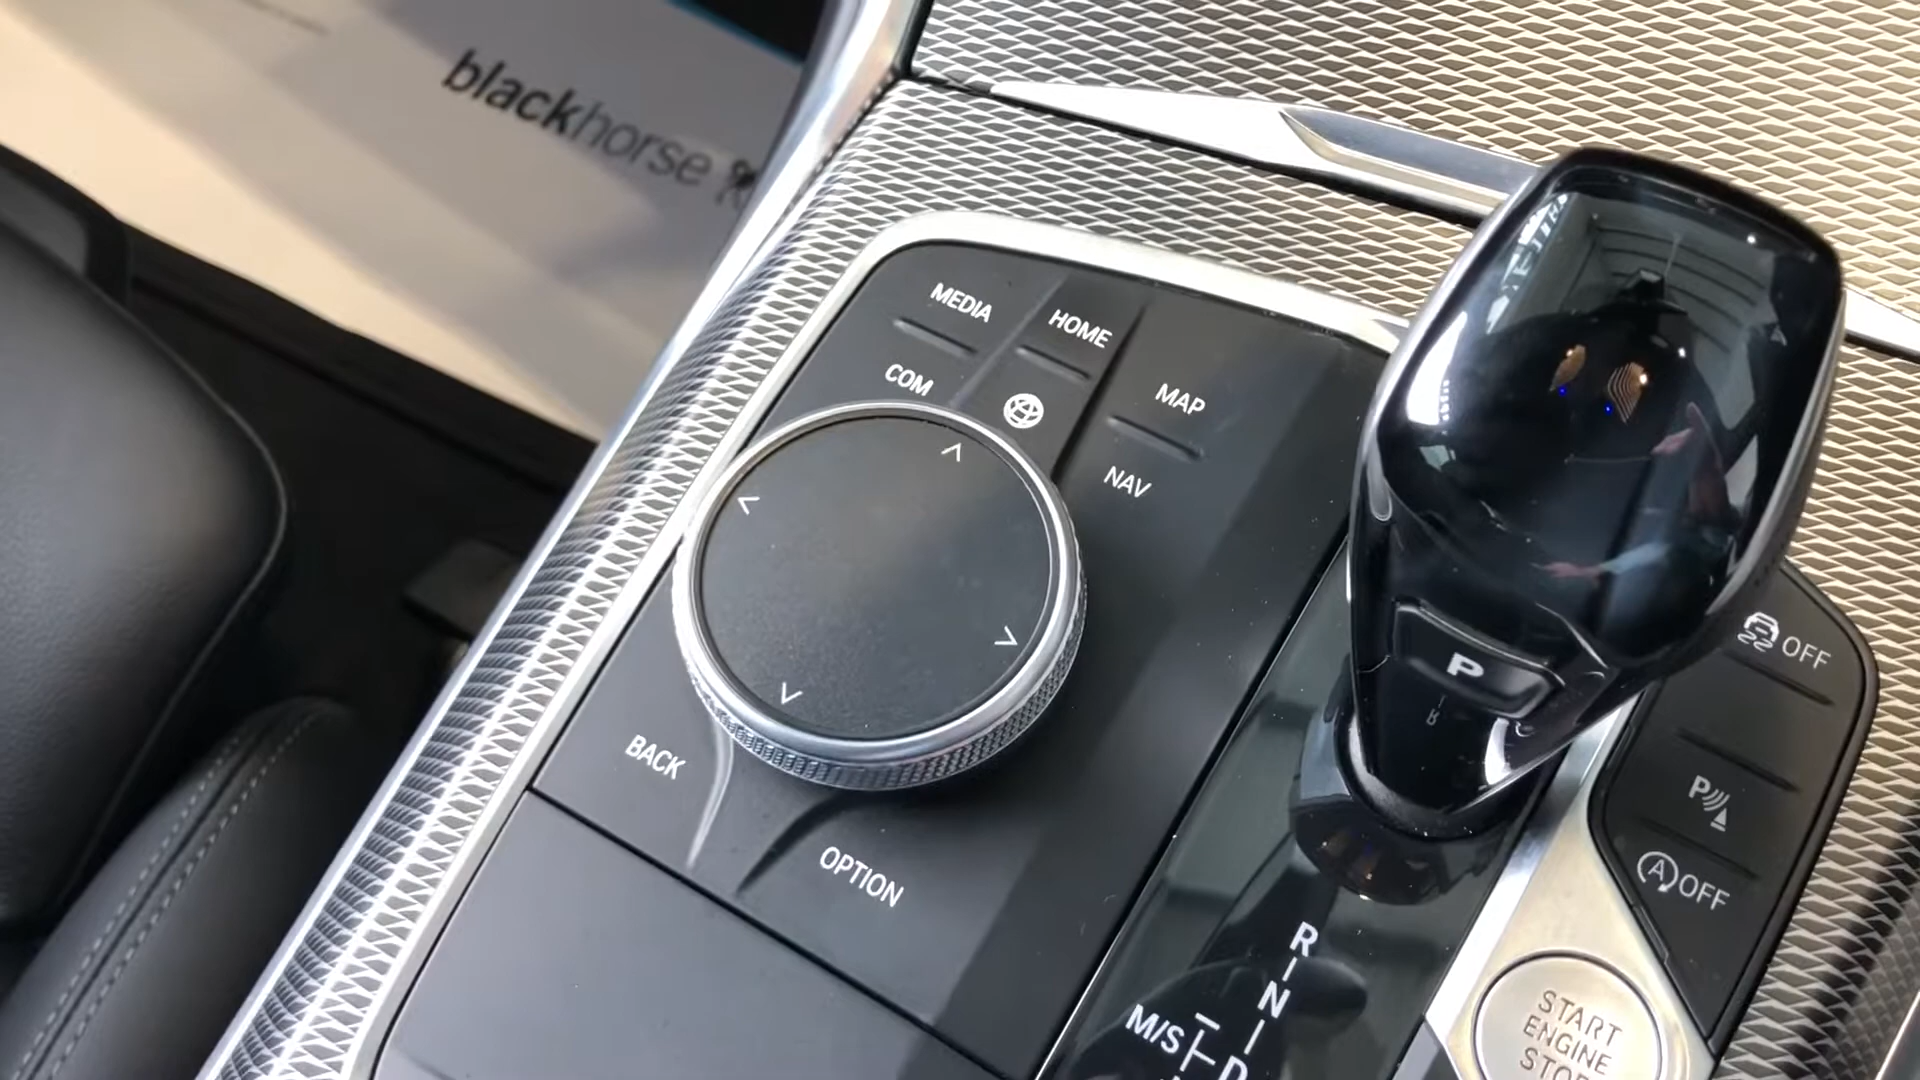 blackhorse
MEDIA
HOME
COM
MAP
NAV
BACK
OPTION
P
R
OFF
P
A OFF
R
N
D
M/S
START
ENGINE
STOP